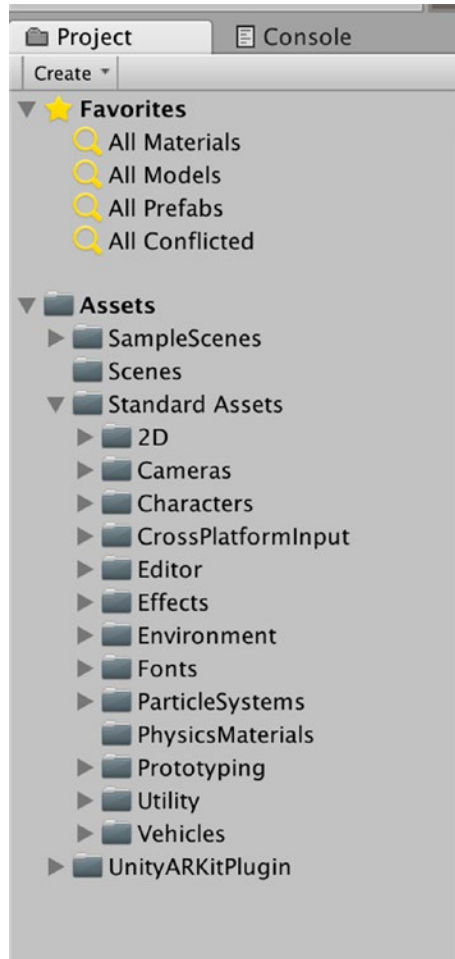 Project Console
Create
Favorites
All Materials
All Models
All Prefabs
All Conflicted
Assets
SampleScenes
Scenes
Standard Assets
2D
Cameras
Characters
CrossPlatformInput
Editor
Effects
Environment
Fonts
ParticleSystems
PhysicsMaterials
Prototyping
Utility
Vehicles
UnityARKitPlugin